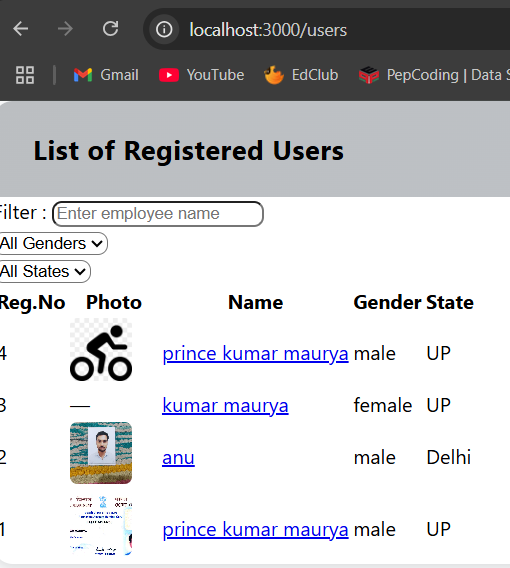 localhost:3000/users
Gmail YouTube EdClub PepCoding | Data S
List of Registered Users
Filter : Enter employee name
All Genders
All States
Reg.No Photo Name Gender State
4 prince kumar maurya male UP
3 — kumar maurya female UP
2 anu male Delhi
1 prince kumar maurya male UP